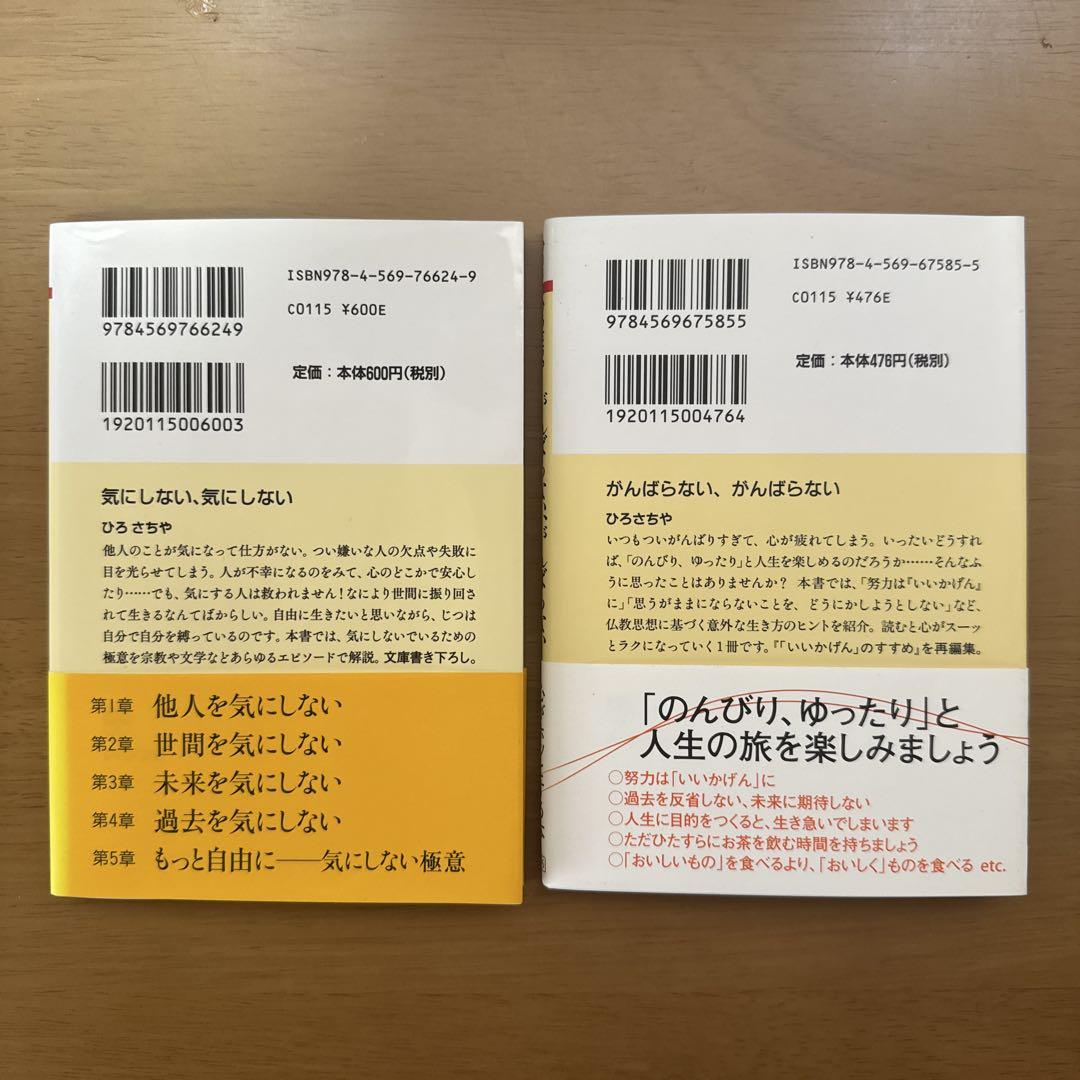 ISBN978-4-569-76624-9
C0115 ¥600E
9784569766249
定価：本体600円(税別)
1920115006003
気にしない、気にしない
ひろ さちや
他人のことが気になって仕方がない。つい嫌いな人の欠点や失敗に
目を光らせてしまう。人が不幸になるのをみて、心のどこかで安心し
たり……でも、気にする人は救われません！なにより世間に振り回され
て生きるなんてばからしい。自由に生きたいと思いながら、じつは
自分で自分を縛っているのです。本書では、気にしないでいるための
極意を宗教や文学などあらゆるエピソードで解説。文庫書き下ろし。
第1章 他人を気にしない
第2章 世間を気にしない
第3章 未来を気にしない
第4章 過去を気にしない
第5章 もっと自由に――気にしない極意
ISBN978-4-569-67585-5
C0115 ¥476E
9784569675855
定価：本体476円(税別)
1920115004764
がんばらない、がんばらない
ひろさちや
いつもついがんばりすぎて、心が疲れてしまう。いったいどうすれ
ば、「のんびり、ゆったり」と人生を楽しめるのだろうか……そんなふ
うに思ったことはありませんか？ 本書では、「努力は『いいかげん』
に」「思うがままにならないことを、どうにかしようとしない」など、
仏教思想に基づく意外な生き方のヒントを紹介。読むと心がスーッ
とラクになっていく1冊です。『「いいかげん」のすすめ』を再編集。
「のんびり、ゆったり」と
人生の旅を楽しみましょう
○努力は「いいかげん」に
○過去を反省しない、未来に期待しない
○人生に目的をつくると、生き急いでしまいます
○ただひたすらにお茶を飲む時間を持ちましょう
○「おいしいもの」を食べるより、「おいしく」ものを食べる etc.